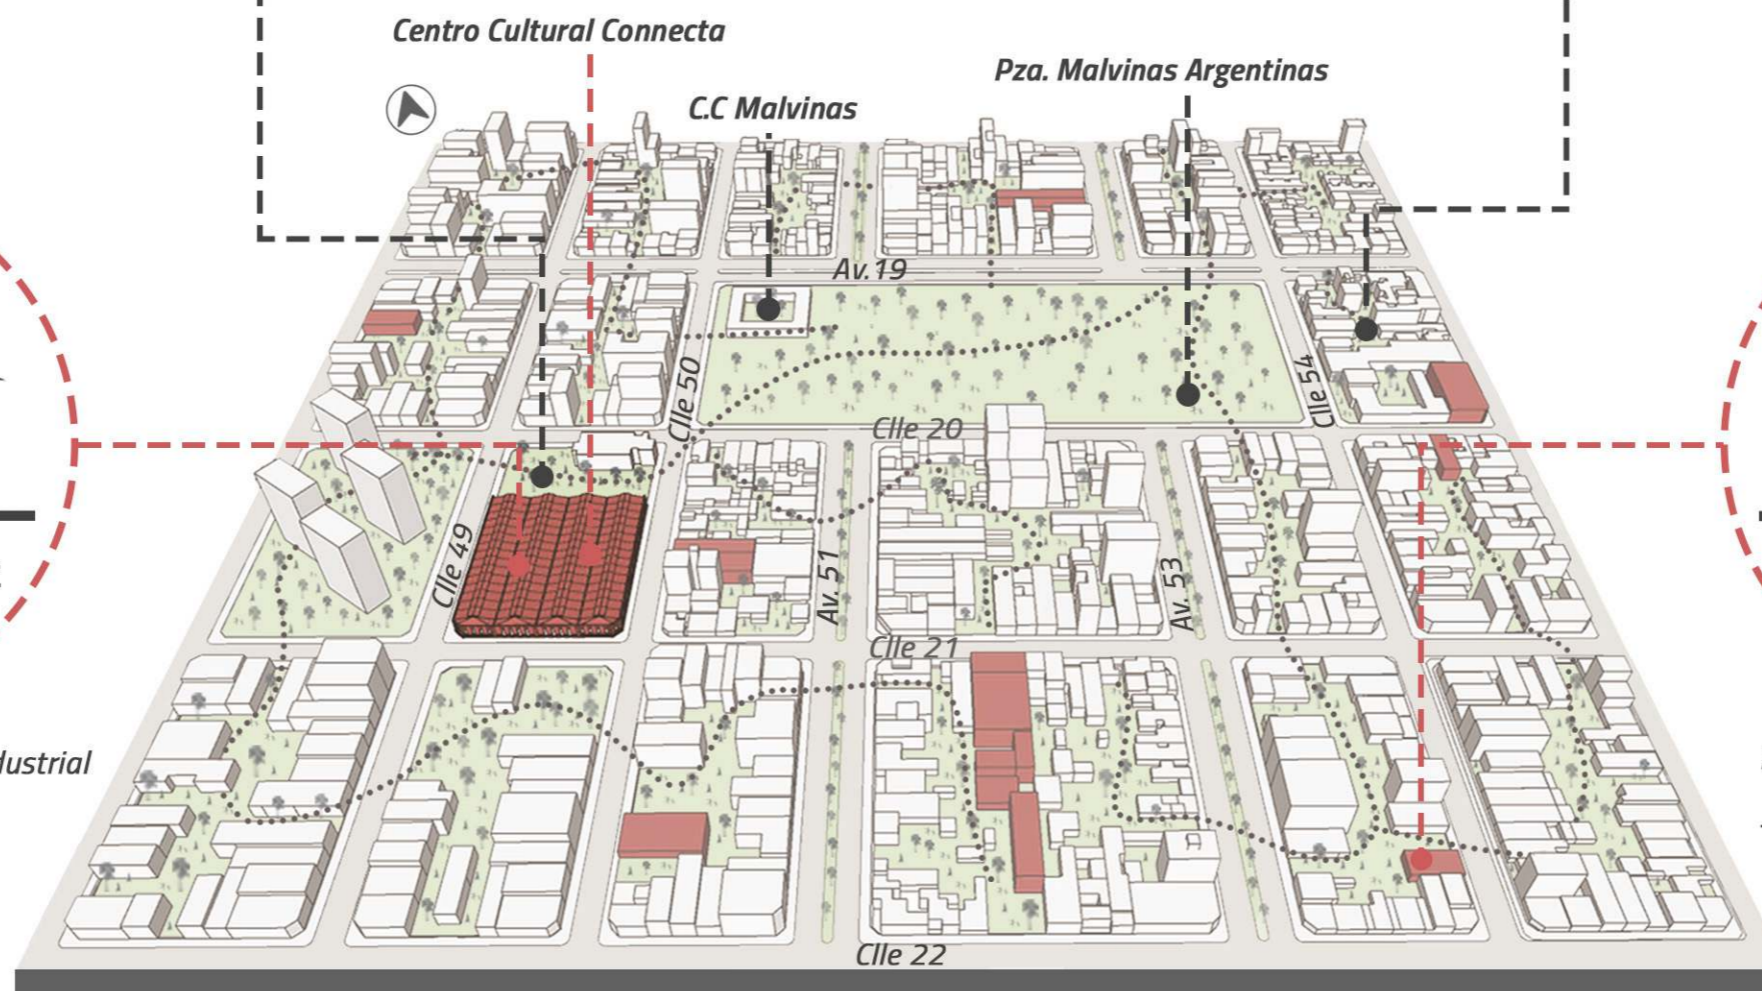 Centro Cultural Connecta
Pza. Malvinas Argentinas
C.C Malvinas
Av.19
Clle 50
Clle 54
Clle 20
Clle 49
Av. 51
Av. 53
Clle 21
dustrial
Clle 22